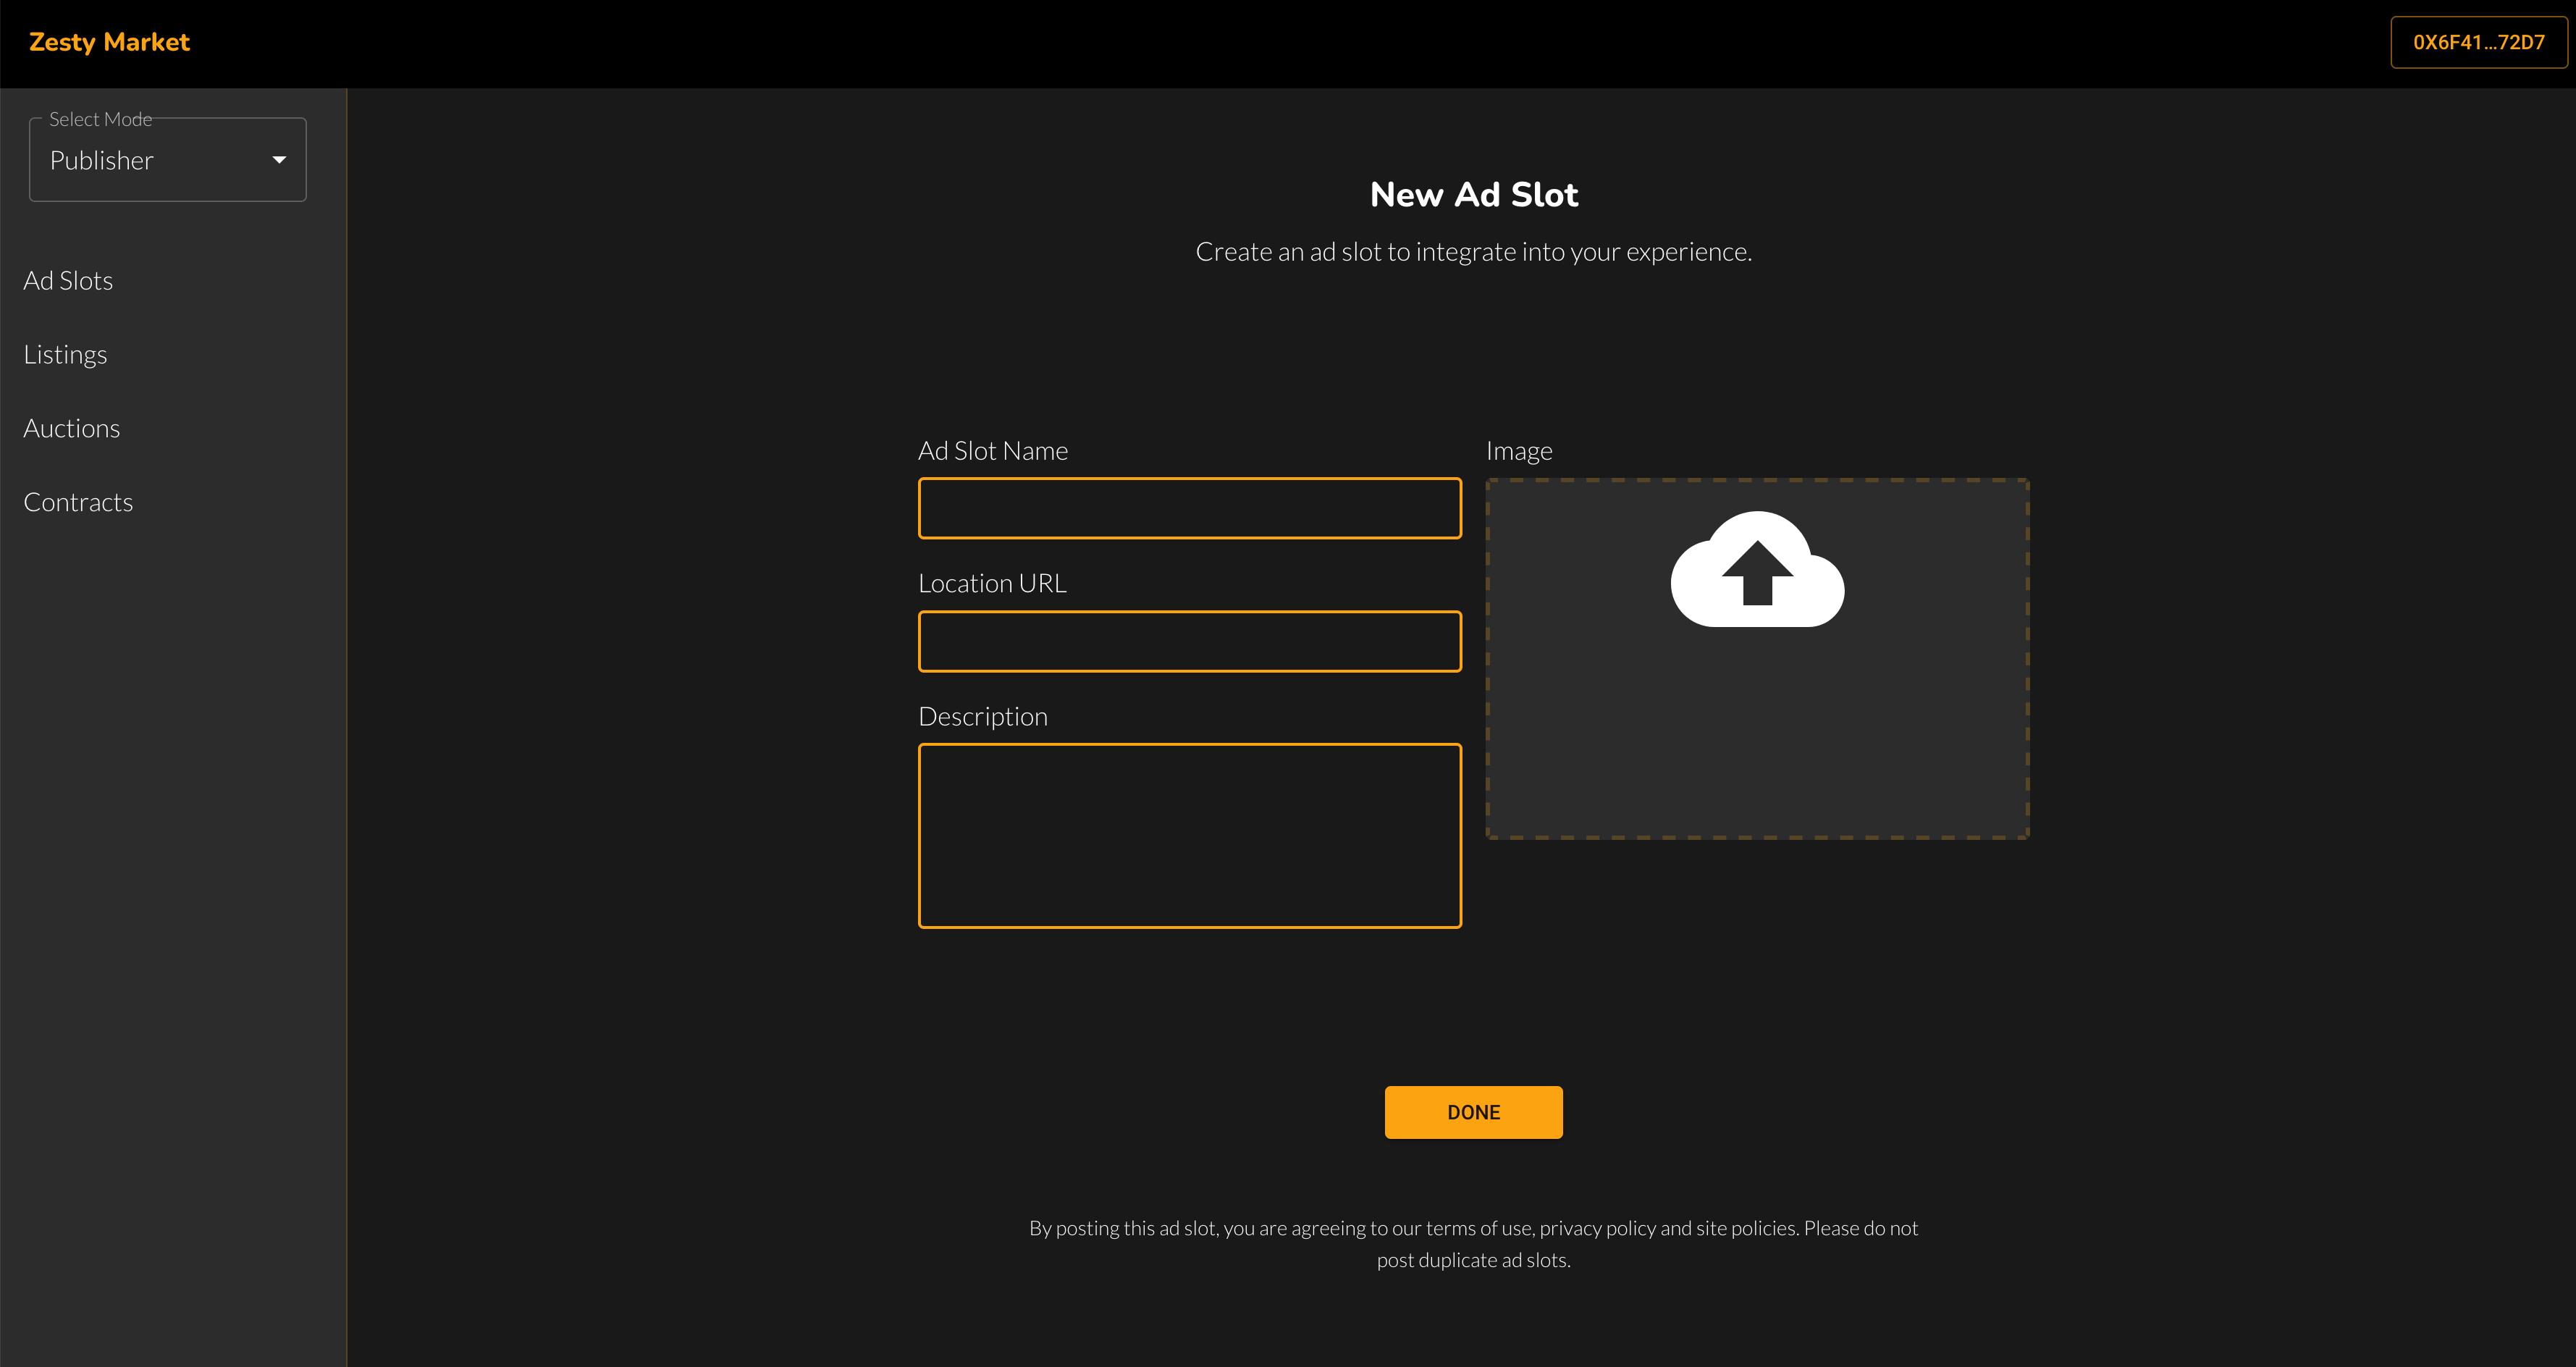 Zesty Market
0X6F41...72D7
Select Mode
Publisher
Ad Slots
Listings
Auctions
Contracts
New Ad Slot
Create an ad slot to integrate into your experience.
Ad Slot Name
Image
Location URL
Description
DONE
By posting this ad slot, you are agreeing to our terms of use, privacy policy and site policies. Please do not
post duplicate ad slots.